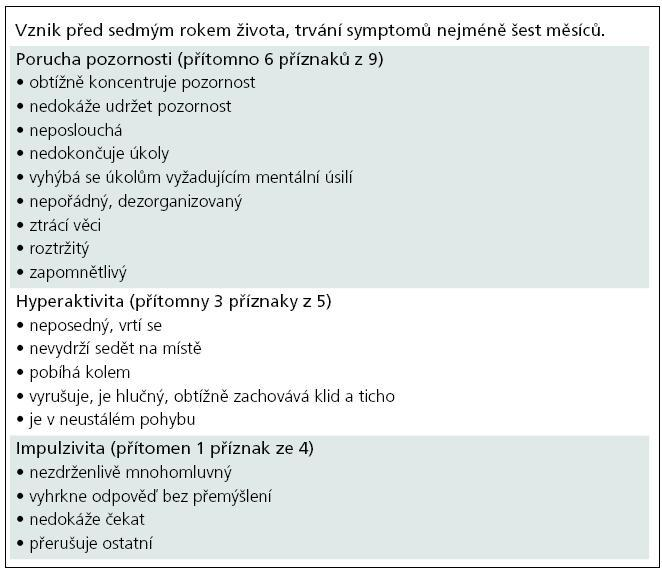 Vznik před sedmým rokem života, trvání symptomů nejméně šest měsíců.
Porucha pozornosti (přítomno 6 příznaků z 9)
• obtížně koncentruje pozornost
• nedokáže udržet pozornost
• neposlouchá
• nedokončuje úkoly
• vyhýbá se úkolům vyžadujícím mentální úsilí
• nepořádný, dezorganizovaný
• ztrácí věci
• roztržitý
• zapomnětlivý
Hyperaktivita (přítomny 3 příznaky z 5)
• neposedný, vrtí se
• nevydrží sedět na místě
• pobíhá kolem
• vyrušuje, je hlučný, obtížně zachovává klid a ticho
• je v neustálém pohybu
Impulzivita (přítomen 1 příznak ze 4)
• nezdrženlivě mnohomluvný
• vyhrkne odpověď bez přemýšlení
• nedokáže čekat
• přerušuje ostatní